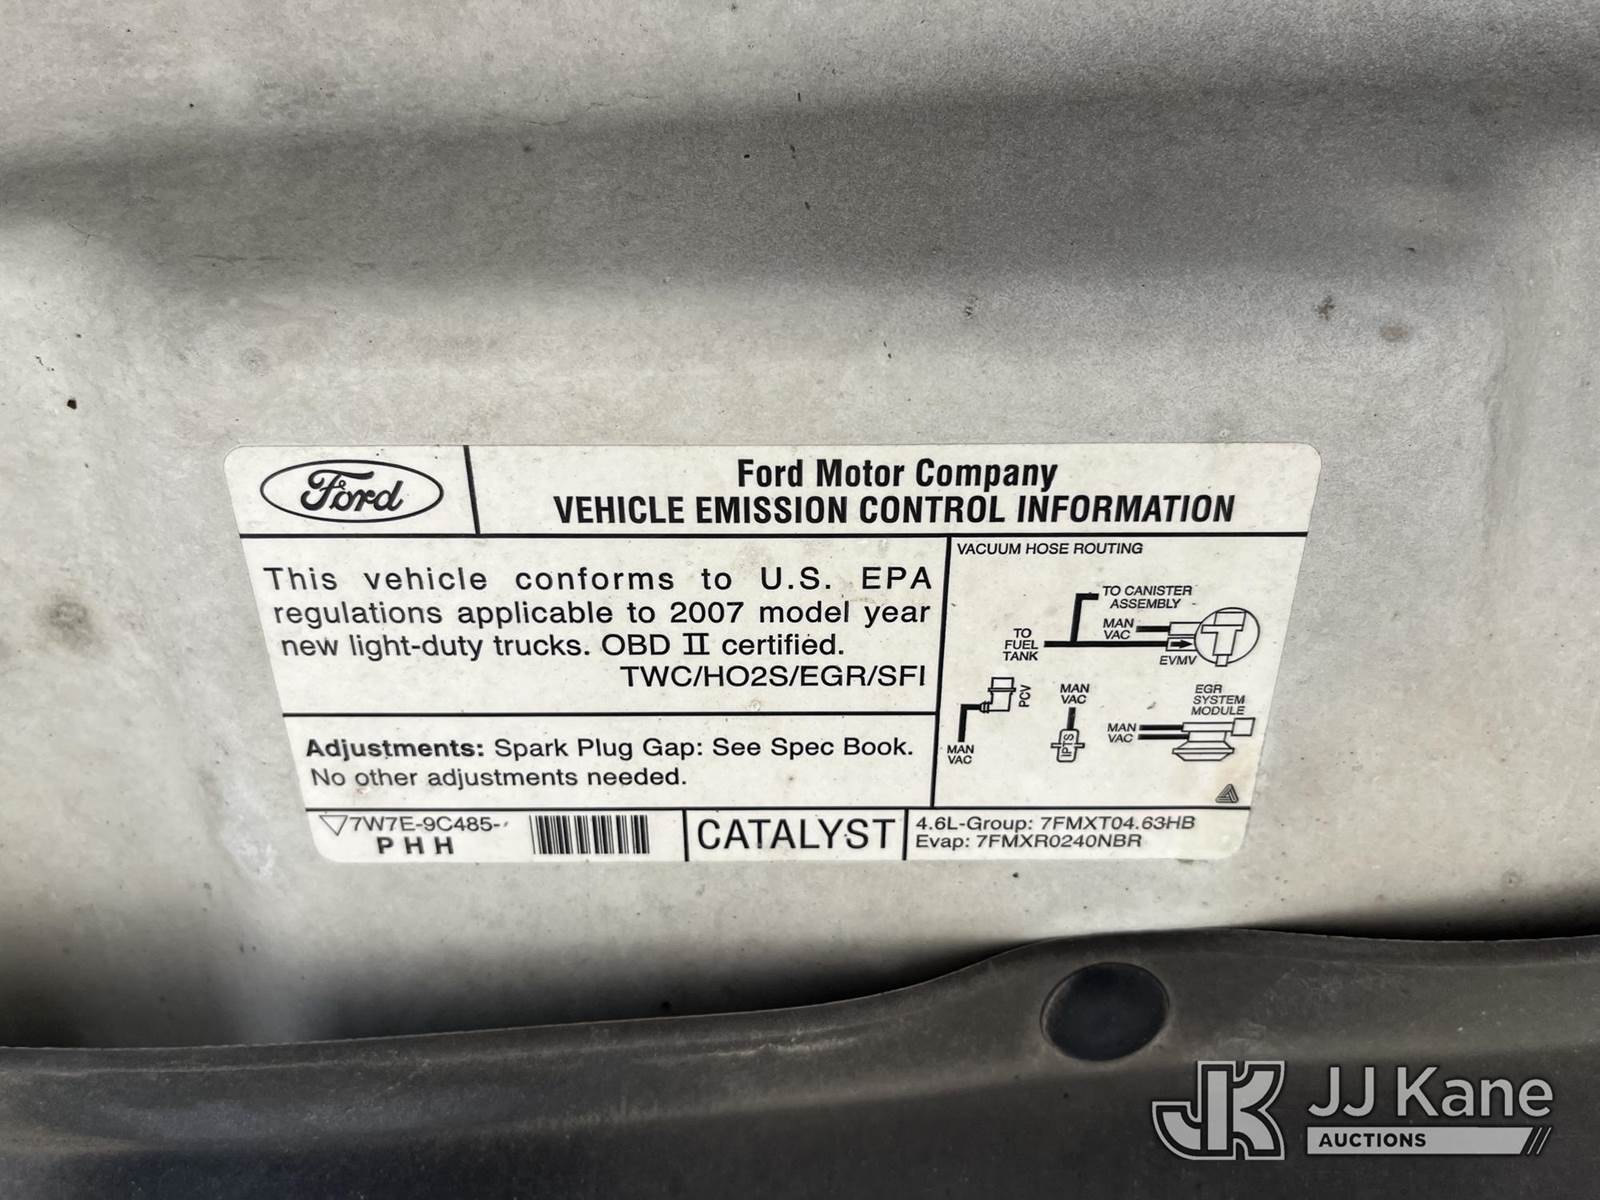 Ford
Ford Motor Company
VEHICLE EMISSION CONTROL INFORMATION
This vehicle conforms to U.S. EPA
regulations applicable to 2007 model year
new light-duty trucks. OBD II certified.
TWC/HO2S/EGR/SFI
Adjustments: Spark Plug Gap: See Spec Book.
No other adjustments needed.
VACUUM HOSE ROUTING
TO CANISTER
ASSEMBLY
MAN
VAC
TO
FUEL
TANK
EVMV
PCV
MAN
VAC
MAN
VAC
IPTS
EGR
SYSTEM
MODULE
MAN
VAC
7W7E-9C485-
PHH
CATALYST
4.6L-Group: 7FMXT04.63HB
Evap: 7FMXR0240NBR
JK JJ Kane
AUCTIONS